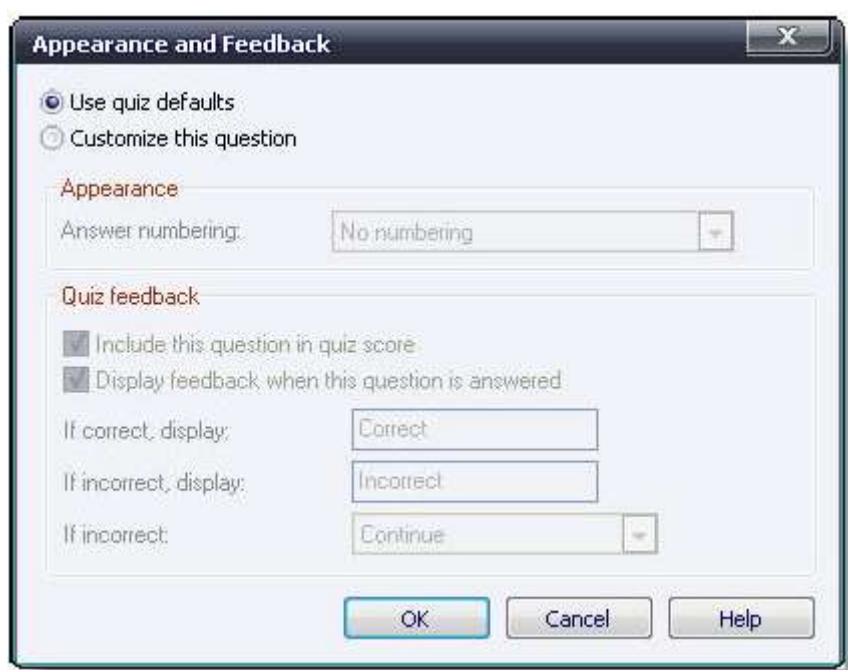 Appearance and Feedback
Use quiz defaults
Customize this question
Appearance
Answer numbering: No numbering
Quiz feedback
Include this question in quiz score
Display feedback when this question is answered
If correct, display: Correct
If incorrect, display: Incorrect
If incorrect: Continue
OK Cancel Help